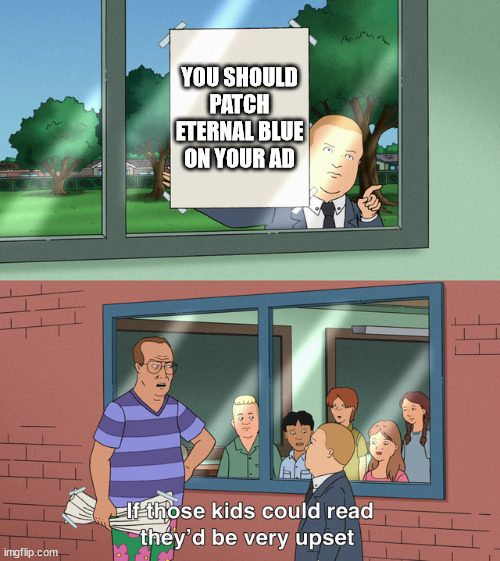 YOU SHOULD
PATCH
ETERNAL BLUE
ON YOUR AD
If those kids could read
they'd be very upset
imgflip.com